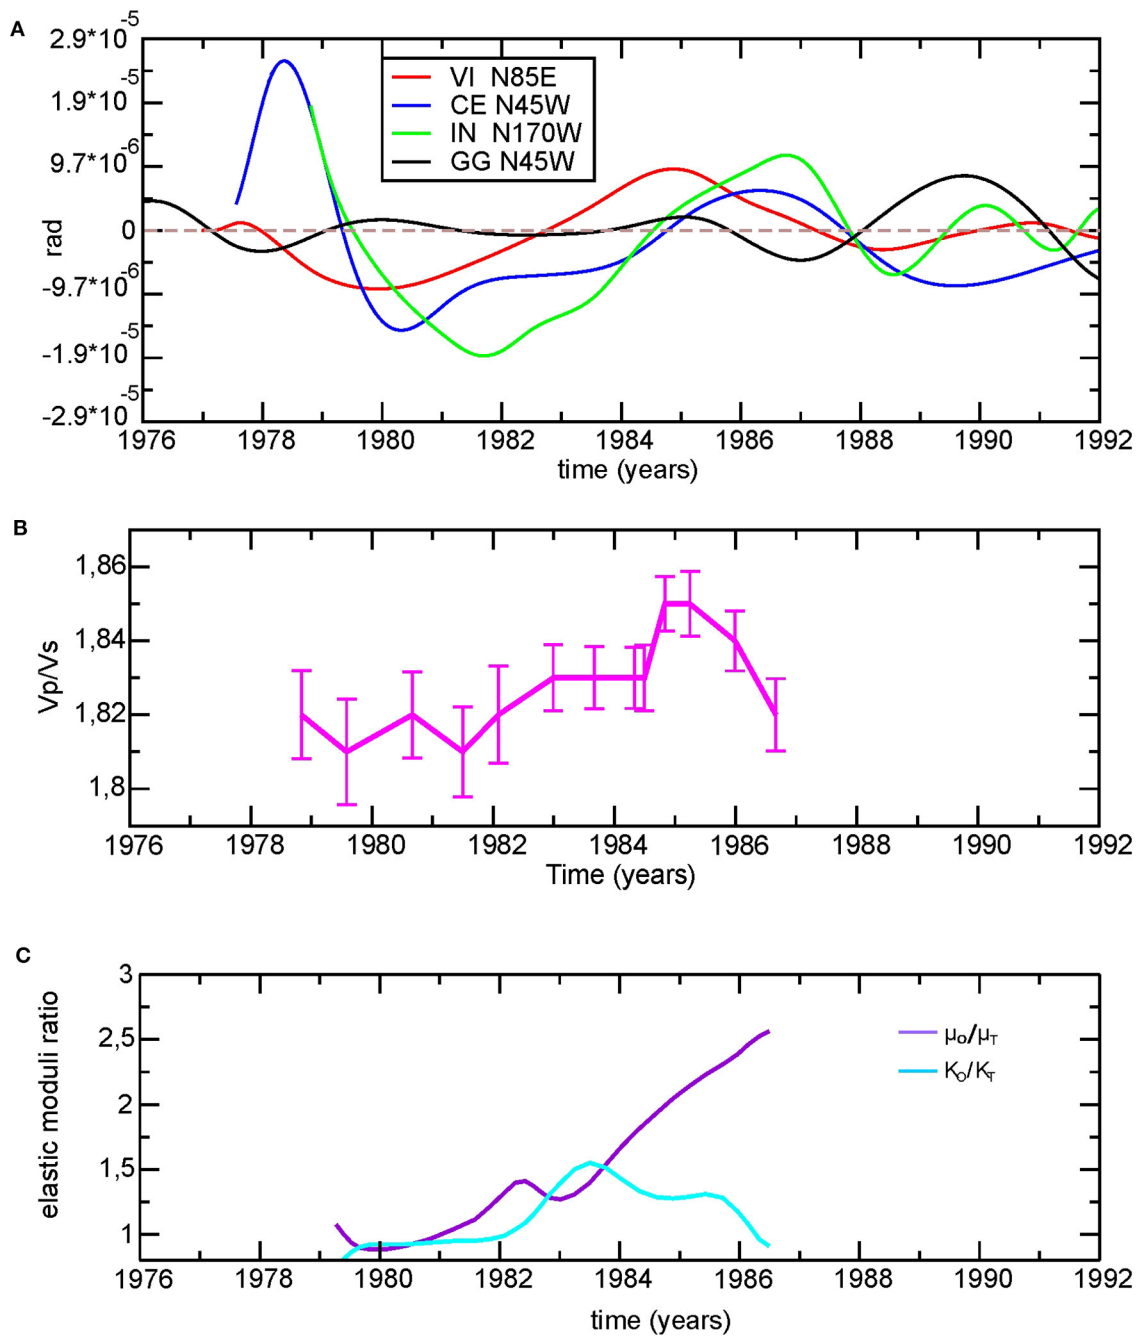 A
2.9*10 -5
1.9*10 -5
9.7*10 -6
0
-9.7*10 -6
-1.9*10 -5
-2.9*10 -5
rad
VI N85E
CE N45W
IN N170W
GG N45W
1976 1978 1980 1982 1984 1986 1988 1990 1992
time (years)
B
1,86
1,84
1,82
1,8
Vp/Vs
1976 1978 1980 1982 1984 1986 1988 1990 1992
Time (years)
C
3
2,5
2
1,5
1
elastic moduli ratio
μo/μT
KO/KT
1976 1978 1980 1982 1984 1986 1988 1990 1992
time (years)